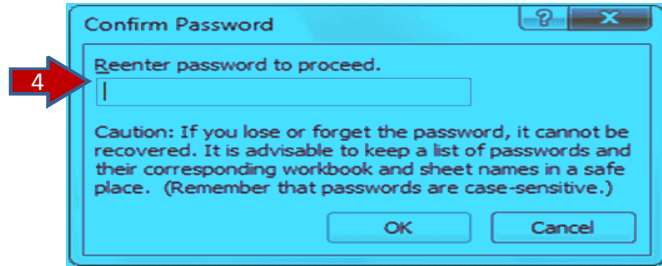 Confirm Password
Reenter password to proceed.
4
Caution: If you lose or forget the password, it cannot be
recovered. It is advisable to keep a list of passwords and
their corresponding workbook and sheet names in a safe
place. (Remember that passwords are case-sensitive.)
OK Cancel